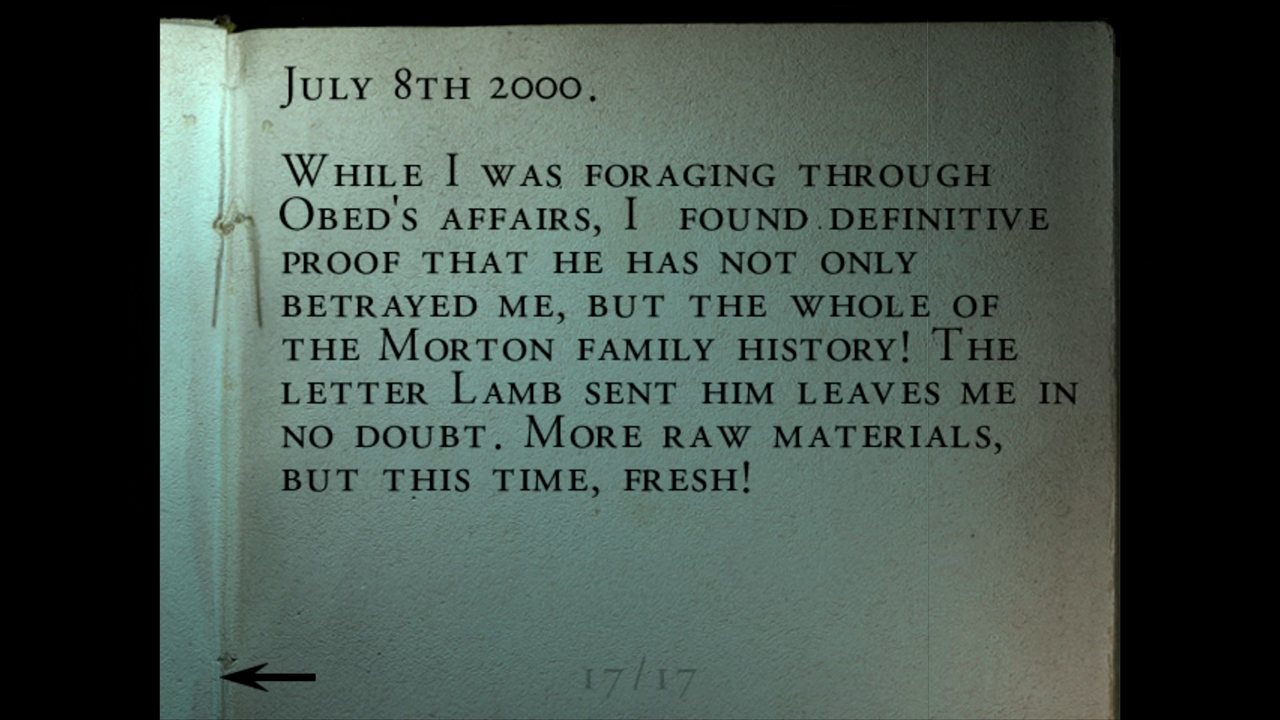 July 8th 2000.
While I was foraging through
Obed's affairs, I found definitive
proof that he has not only
betrayed me, but the whole of
the Morton family history! The
letter Lamb sent him leaves me in
no doubt. More raw materials,
but this time, fresh!
17/17